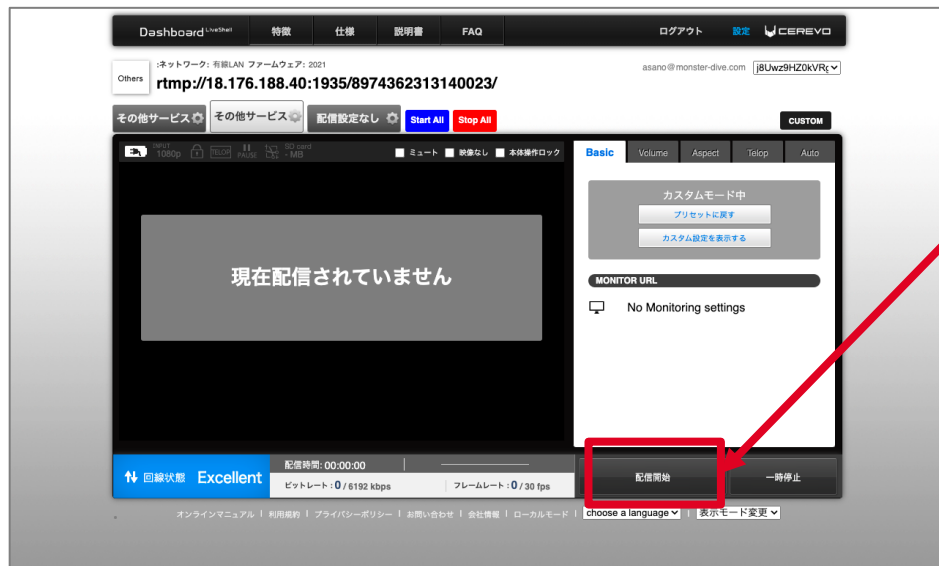 Dashboard LiveShell 特徴 仕様 説明書 FAQ ログアウト 設定 CEREVO
:ネットワーク: 有線LAN ファームウェア: 2021
asano@monster-dive.com j8Uwz9HZ0kVRç
Others
rtmp://18.176.188.40:1935/8974362313140023/
その他サービス その他サービス 配信設定なし Start All Stop All CUSTOM
INPUT 1080p TELOP PAUSE SD card - MB ミュート 映像なし 本体操作ロック
Basic Volume Aspect Telop Auto
カスタムモード中
プリセットに戻す
カスタム設定を表示する
現在配信されていません
MONITOR URL
No Monitoring settings
回線状態 Excellent
配信時間: 00:00:00
ビットレート : 0 / 6192 kbps フレームレート : 0 / 30 fps
配信開始 一時停止
オンラインマニュアル | 利用規約 | プライバシーポリシー | お問い合わせ | 会社情報 | ローカルモード | choose a language | 表示モード変更